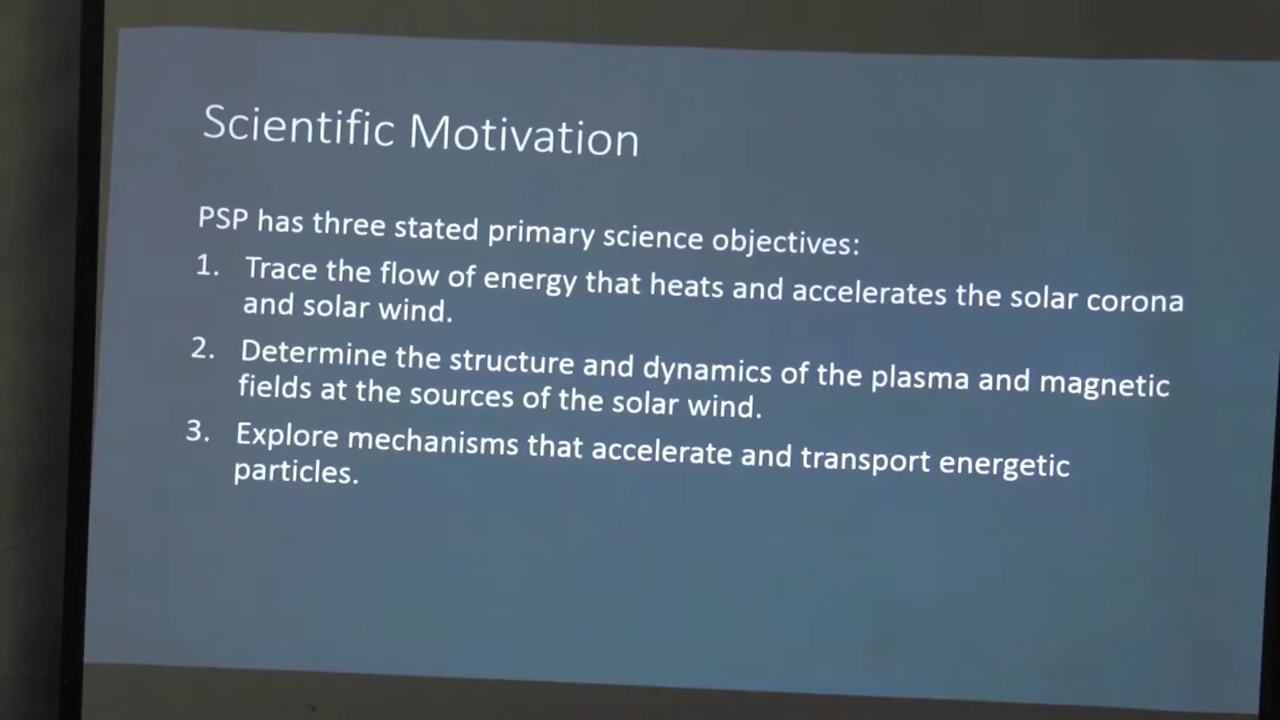 Scientific Motivation
PSP has three stated primary science objectives:
1. Trace the flow of energy that heats and accelerates the solar corona
and solar wind.
2. Determine the structure and dynamics of the plasma and magnetic
fields at the sources of the solar wind.
3. Explore mechanisms that accelerate and transport energetic
particles.